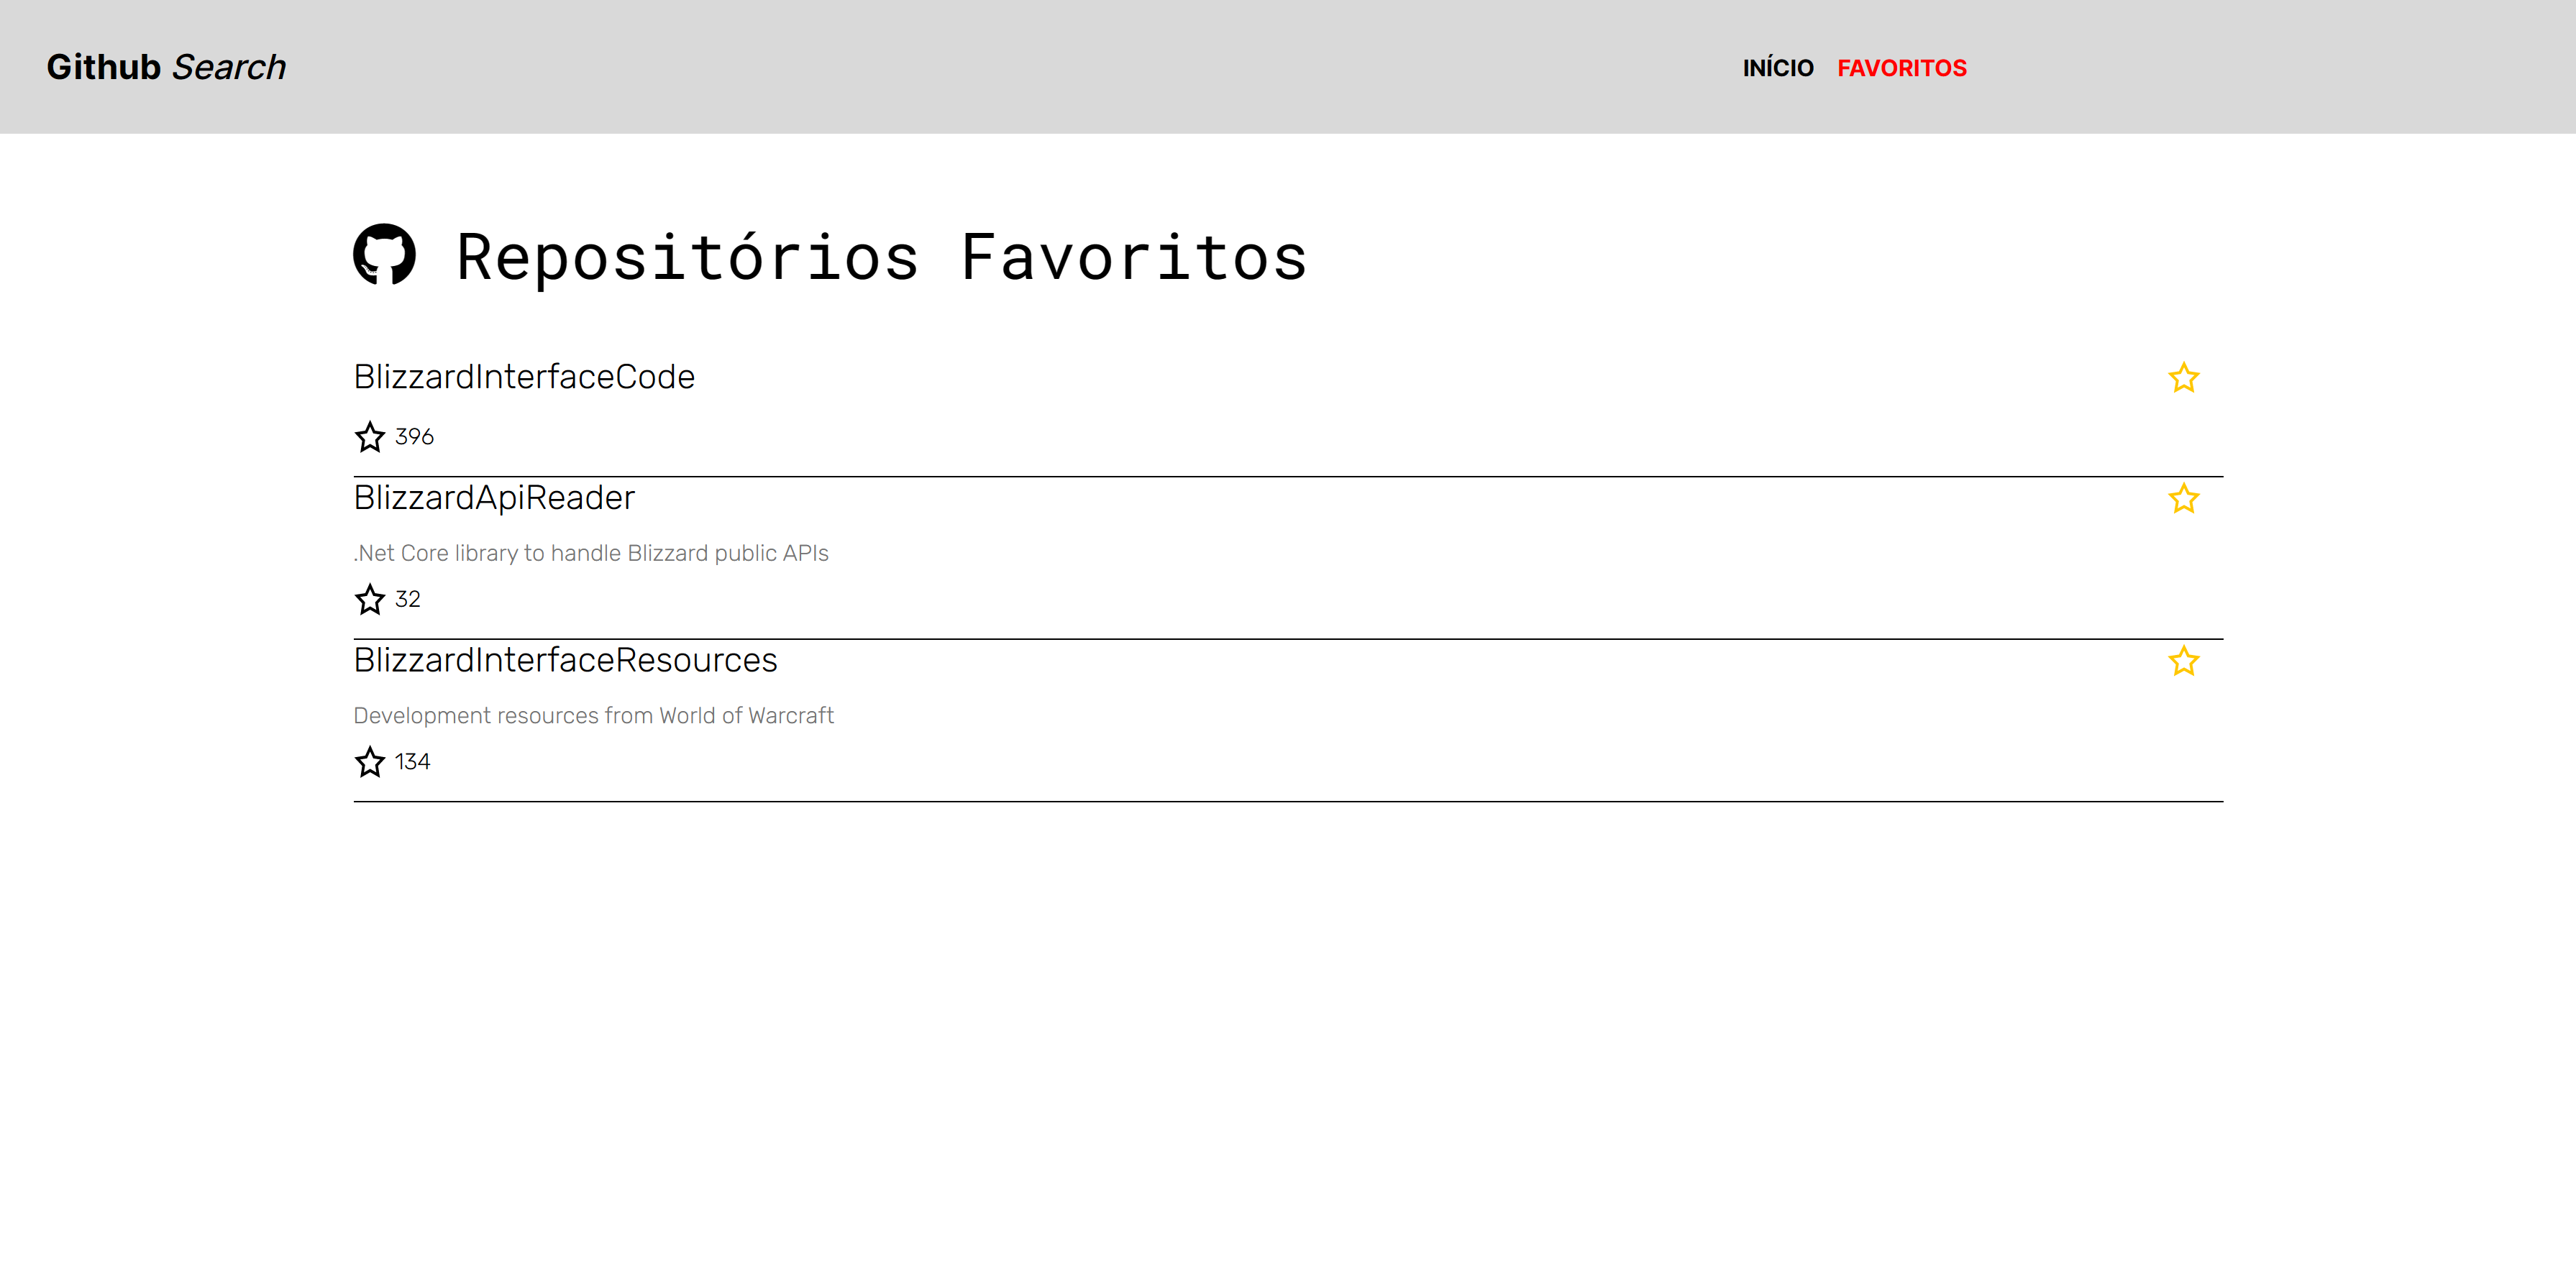 Github Search
INÍCIO FAVORITOS
Repositórios Favoritos
BlizzardInterfaceCode
396
BlizzardApiReader
.Net Core library to handle Blizzard public APIs
32
BlizzardInterfaceResources
Development resources from World of Warcraft
134